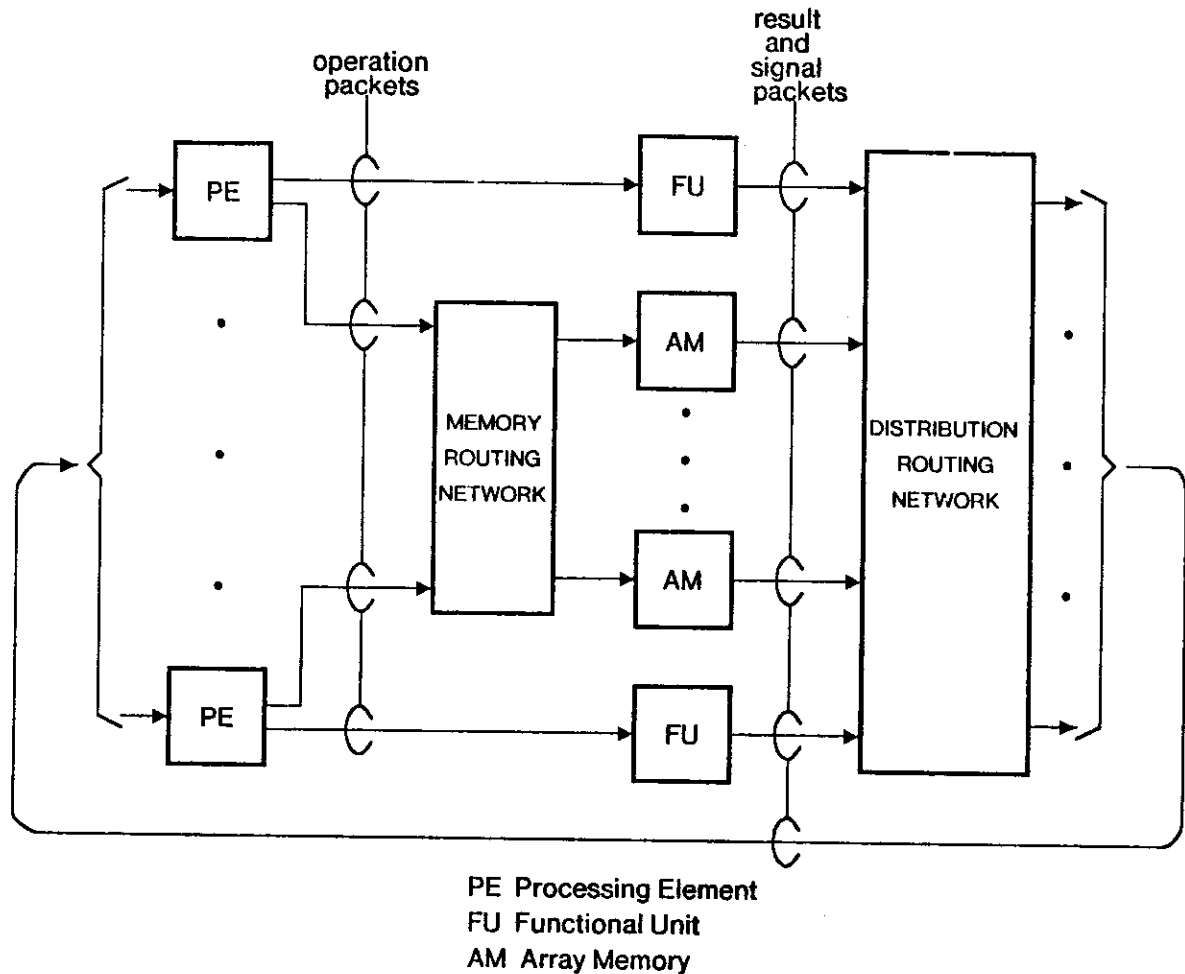 operation
packets
result
and
signal
packets
PE
FU
AM
MEMORY
ROUTING
NETWORK
DISTRIBUTION
ROUTING
NETWORK
AM
PE
FU
PE Processing Element
FU Functional Unit
AM Array Memory